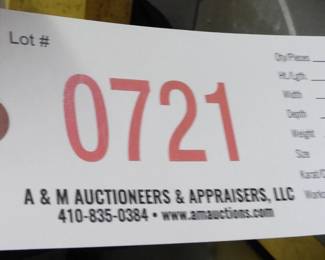 Lot #
0721
A & M AUCTIONEERS & APPRAISERS, LLC
410-835-0384 • www.amauctions.com
Qty/Pieces
Ht./Lgth.
Width
Depth
Weight
Size
Karat/